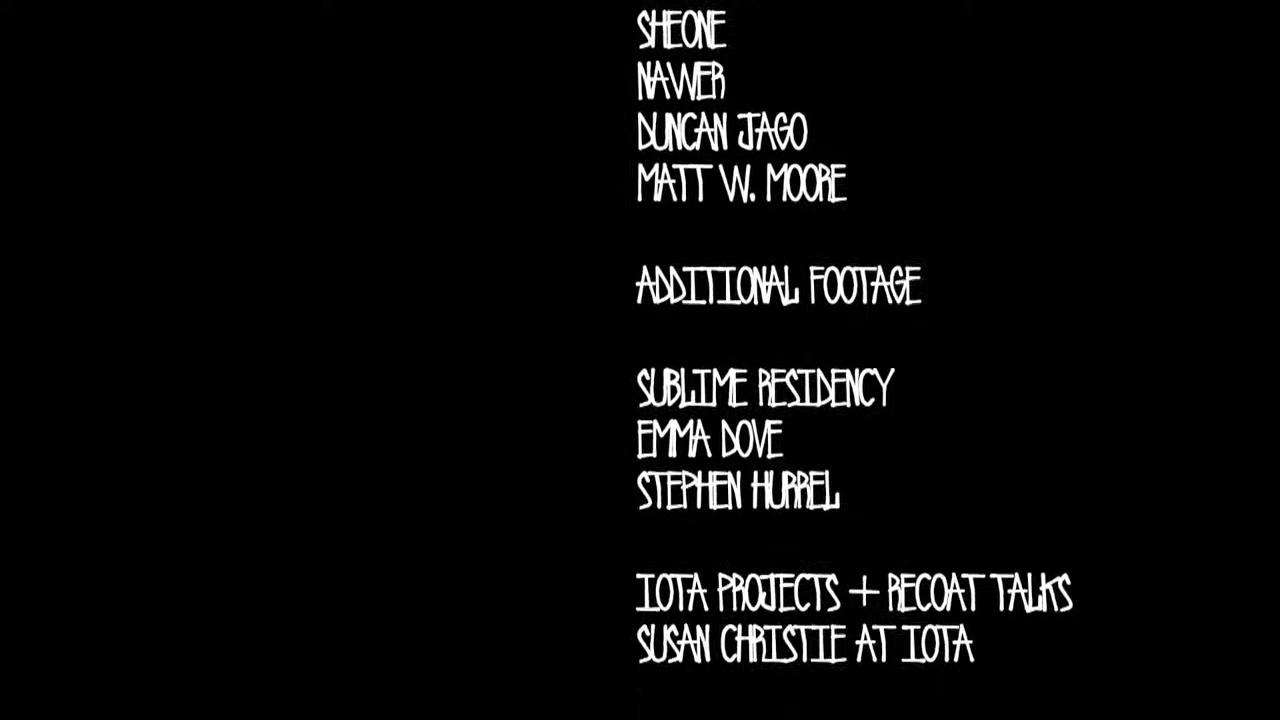 SHEONE
NAWER
DUNCAN JAGO
MATT W. MOORE
ADDITIONAL FOOTAGE
SUBLIME RESIDENCY
EMMA DOVE
STEPHEN HURREL
IOTA PROJECTS + RECOAT TALKS
SUSAN CHRISTIE AT IOTA